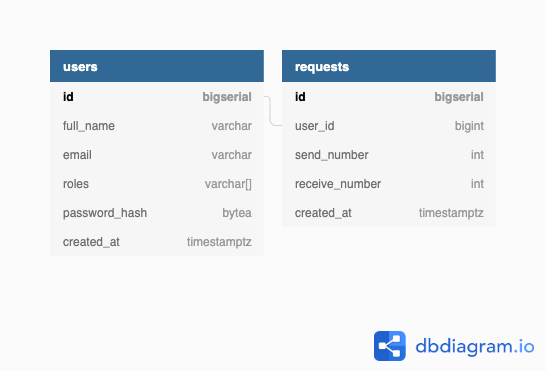 users
id bigserial
full_name varchar
email varchar
roles varchar[]
password_hash bytea
created_at timestamptz
requests
id bigserial
user_id bigint
send_number int
receive_number int
created_at timestamptz
dbdiagram.io